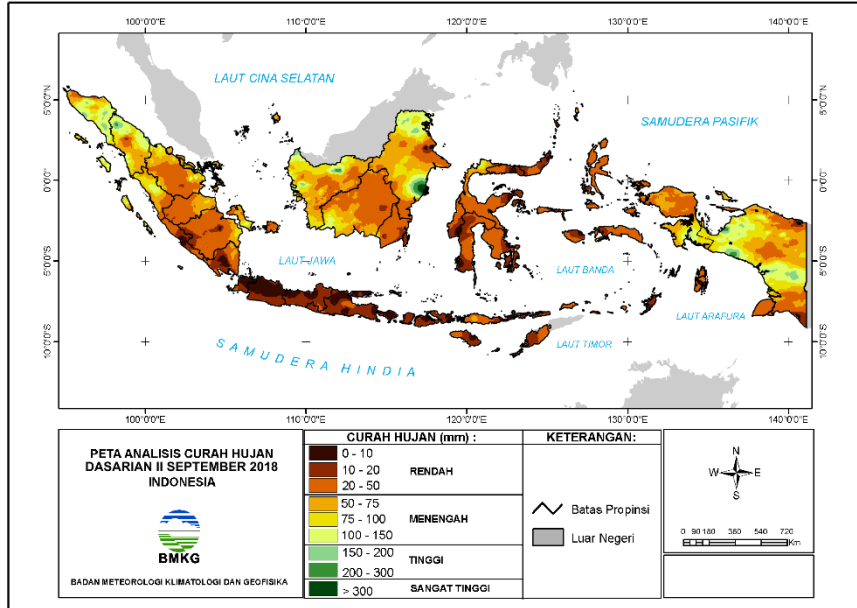 100°0'0"E 110°0'0"E 120°0'0"E 130°0'0"E 140°0'0"E
LAUT CINA SELATAN
SAMUDERA PASIFIK
5°0'0"N 5°0'0"N
0°0'0" 0°0'0"
5°0'0"S 5°0'0"S
10°0'0"S 10°0'0"S
LAUT JAWA
LAUT BANDA
LAUT ARAFURA
LAUT TIMOR
SAMUDERA HINDIA
100°0'0"E 110°0'0"E 120°0'0"E 130°0'0"E 140°0'0"E
PETA ANALISIS CURAH HUJAN
DASARIAN II SEPTEMBER 2018
INDONESIA
BMKG
BADAN METEOROLOGI KLIMATOLOGI DAN GEOFISIKA
CURAH HUJAN (mm) :
0 - 10
10 - 20 RENDAH
20 - 50
50 - 75
75 - 100 MENENGAH
100 - 150
150 - 200 TINGGI
200 - 300
> 300 SANGAT TINGGI
KETERANGAN:
Batas Propinsi
Luar Negeri
N
W E
S
0 90 180 360 540 720
Km